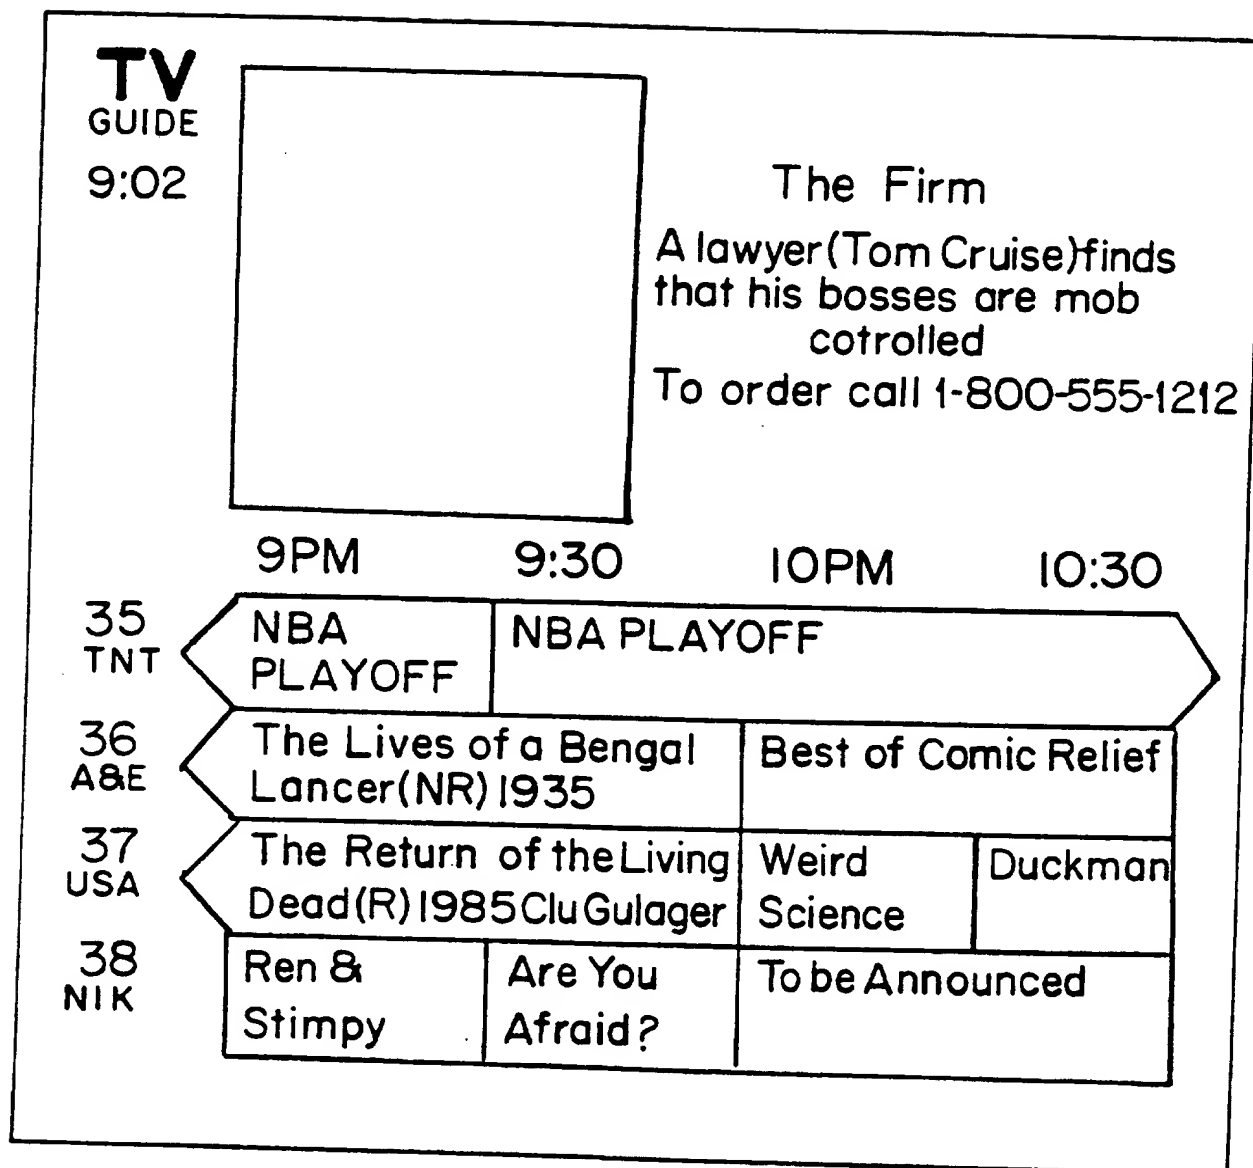 TV
GUIDE
9:02
The Firm
A lawyer (Tom Cruise) finds
that his bosses are mob
cotrolled
To order call 1-800-555-1212
9PM 9:30 10PM 10:30
35
TNT
NBA
PLAYOFF
NBA PLAYOFF
36
A&E
The Lives of a Bengal
Lancer (NR) 1935
Best of Comic Relief
37
USA
The Return of the Living
Dead (R) 1985 Clu Gulager
Weird
Science
Duckman
38
NIK
Ren &
Stimpy
Are You
Afraid?
To be Announced